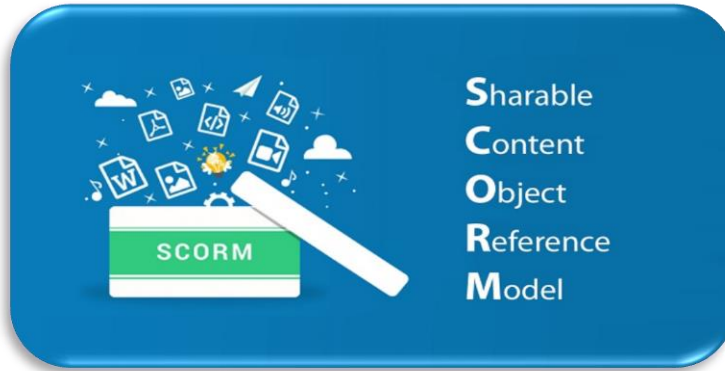 SCORM
Sharable
Content
Object
Reference
Model
W